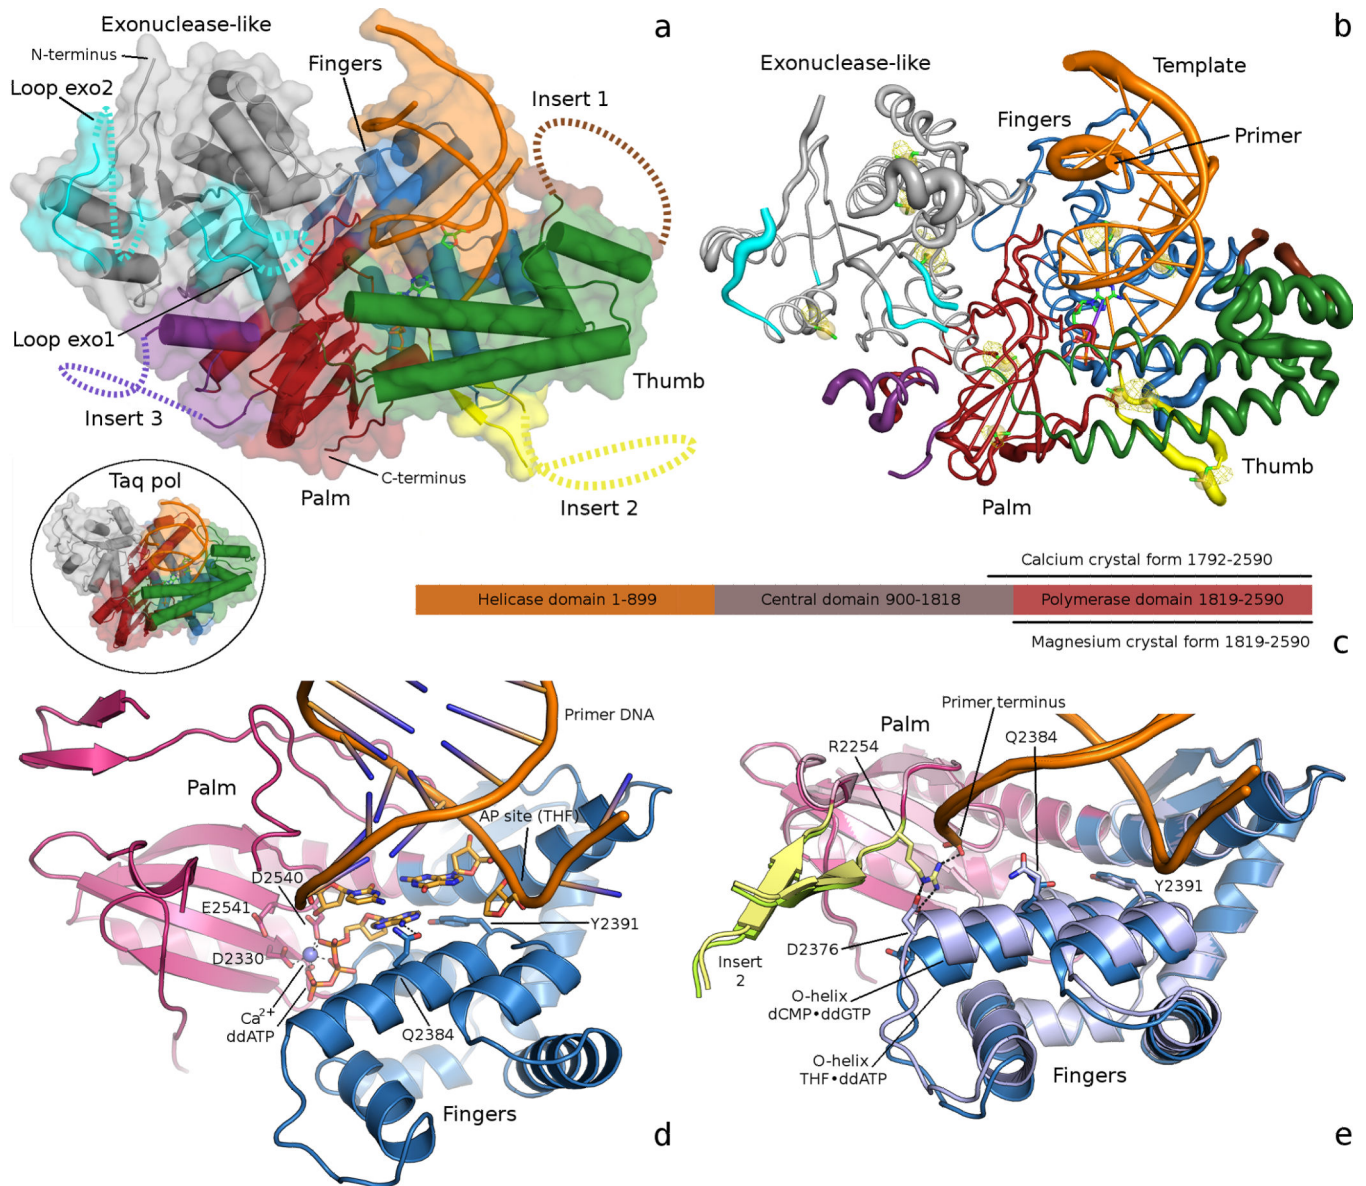 a
Exonuclease-like
N-terminus
Loop exo2
Fingers
Insert 1
Loop exo1
Insert 3
Thumb
C-terminus
Palm
Insert 2
Taq pol
b
Exonuclease-like
Template
Fingers
Primer
Thumb
Palm
Calcium crystal form 1792-2590
Helicase domain 1-899
Central domain 900-1818
Polymerase domain 1819-2590
Magnesium crystal form 1819-2590
c
Primer DNA
Palm
AP site (THF)
D2540
E2541
Y2391
D2330
Ca²⁺
ddATP
Q2384
Fingers
d
Primer terminus
Palm
Q2384
R2254
Y2391
D2376
Insert
2
O-helix
dCMP•ddGTP
O-helix
THF•ddATP
Fingers
e